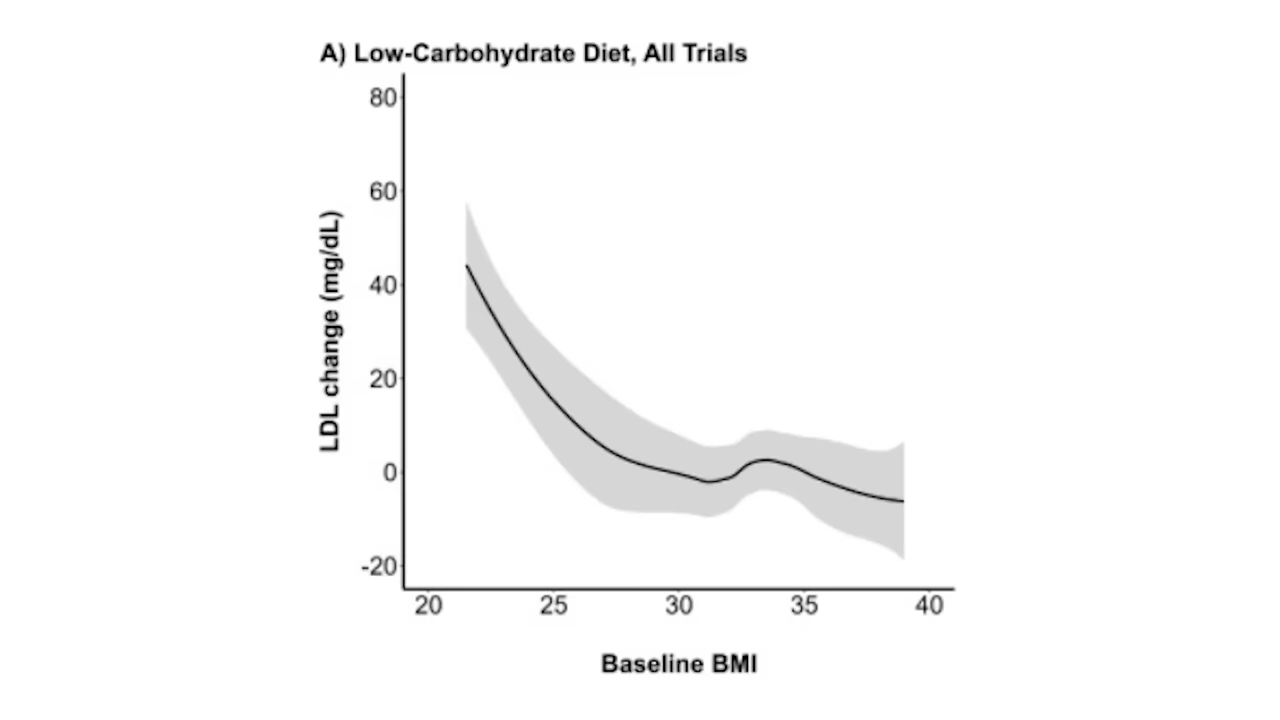 A) Low-Carbohydrate Diet, All Trials
80
60
40
20
0
-20
LDL change (mg/dL)
20 25 30 35 40
Baseline BMI